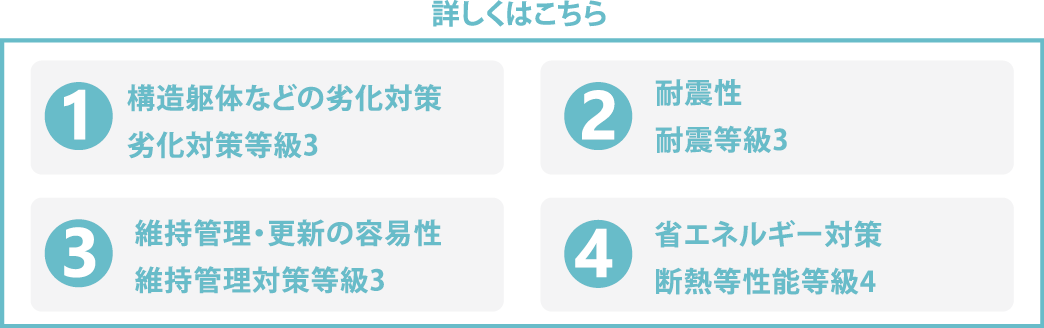 詳しくはこちら
1
構造躯体などの劣化対策
劣化対策等級3
2
耐震性
耐震等級3
3
維持管理・更新の容易性
維持管理対策等級3
4
省エネルギー対策
断熱等性能等級4